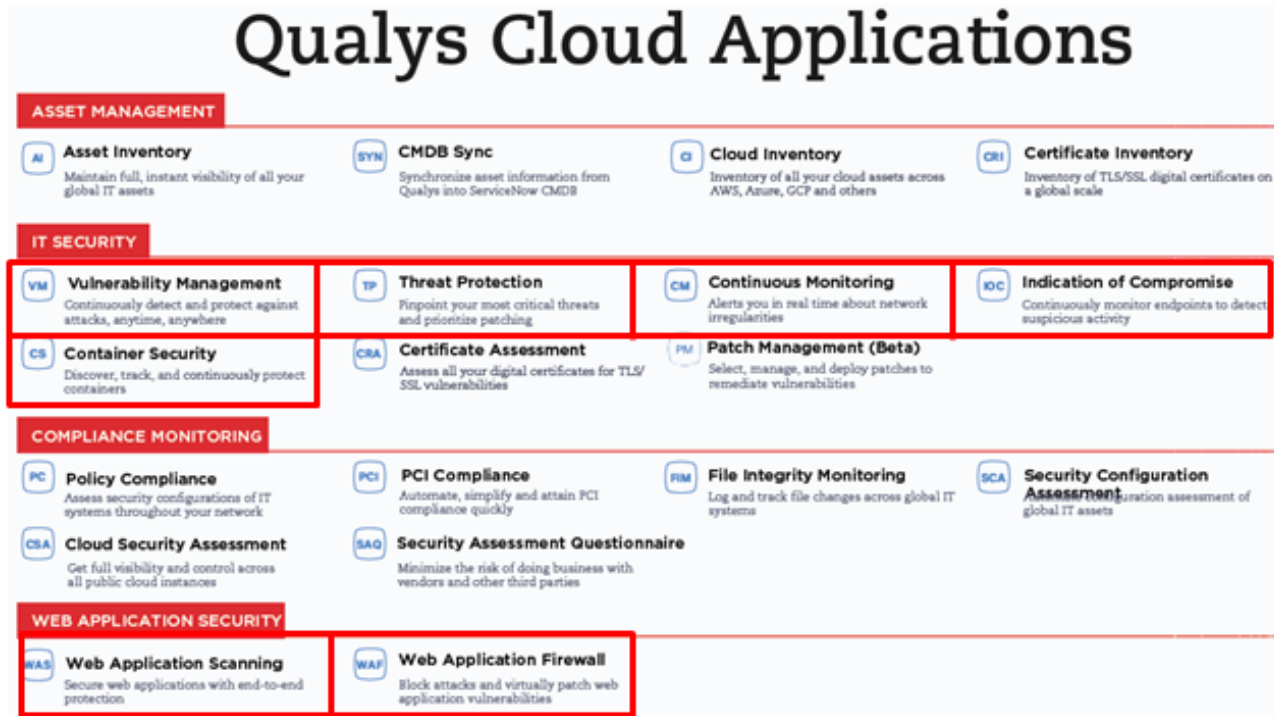 Qualys Cloud Applications
ASSET MANAGEMENT
AI Asset Inventory
Maintain full, instant visibility of all your
global IT assets
SYN CMDB Sync
Synchronize asset information from
Qualys into ServiceNow CMDB
CI Cloud Inventory
Inventory of all your cloud assets across
AWS, Azure, GCP and others
CRI Certificate Inventory
Inventory of TLS/SSL digital certificates on
a global scale
IT SECURITY
VM Vulnerability Management
Continuously detect and protect against
attacks, anytime, anywhere
TP Threat Protection
Pinpoint your most critical threats
and prioritize patching
CM Continuous Monitoring
Alerts you in real time about network
irregularities
IOC Indication of Compromise
Continuously monitor endpoints to detect
suspicious activity
CS Container Security
Discover, track, and continuously protect
containers
CRA Certificate Assessment
Assess all your digital certificates for TLS/
SSL vulnerabilities
PM Patch Management (Beta)
Select, manage, and deploy patches to
remediate vulnerabilities
COMPLIANCE MONITORING
PC Policy Compliance
Assess security configurations of IT
systems throughout your network
PCI PCI Compliance
Automate, simplify and attain PCI
compliance quickly
FIM File Integrity Monitoring
Log and track file changes across global IT
systems
SCA Security Configuration
Assessment
assessment of
global IT assets
CSA Cloud Security Assessment
Get full visibility and control across
all public cloud instances
SAQ Security Assessment Questionnaire
Minimize the risk of doing business with
vendors and other third parties
WEB APPLICATION SECURITY
WAS Web Application Scanning
Secure web applications with end-to-end
protection
WAF Web Application Firewall
Block attacks and virtually patch web
application vulnerabilities